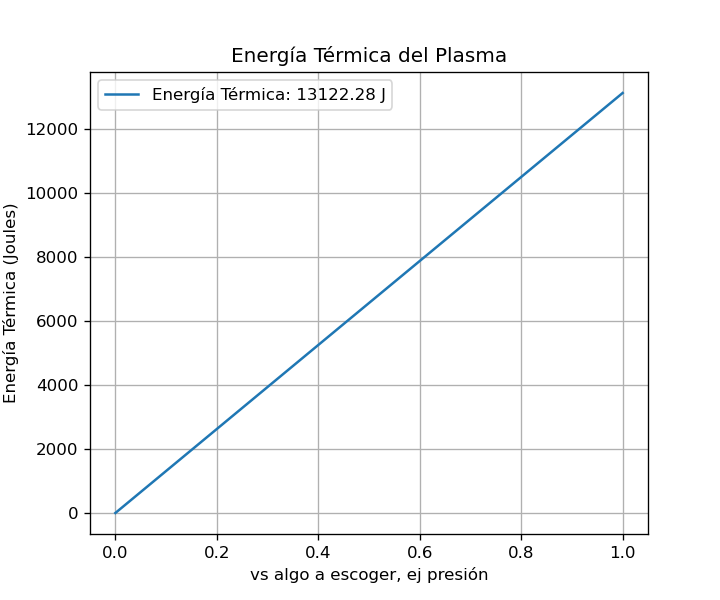 Energía Térmica del Plasma
Energía Térmica: 13122.28 J
Energía Térmica (Joules)
12000
10000
8000
6000
4000
2000
0
0.0 0.2 0.4 0.6 0.8 1.0
vs algo a escoger, ej presión